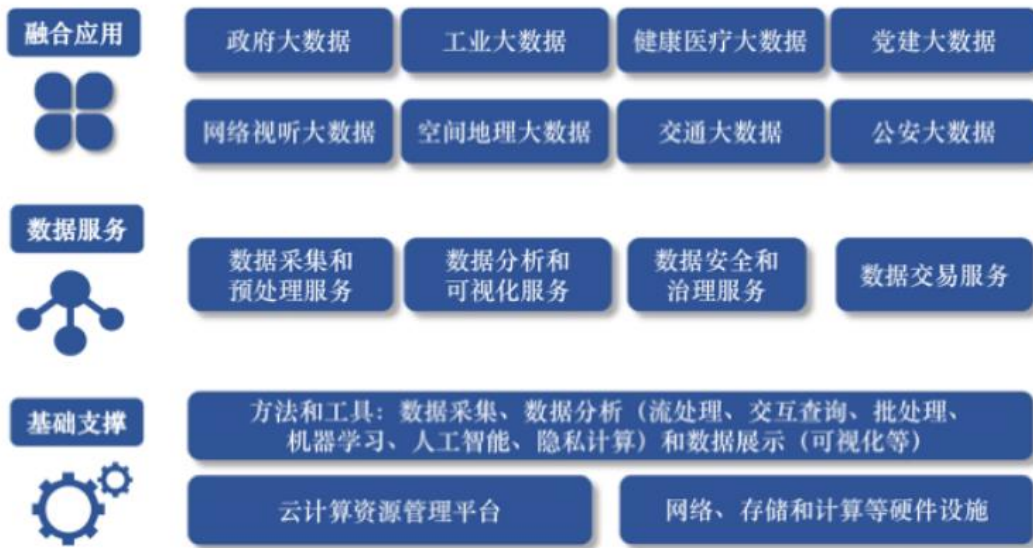 融合应用
政府大数据
工业大数据
健康医疗大数据
党建大数据
网络视听大数据
空间地理大数据
交通大数据
公安大数据
数据服务
数据采集和
预处理服务
数据分析和
可视化服务
数据安全和
治理服务
数据交易服务
基础支撑
方法和工具：数据采集、数据分析（流处理、交互查询、批处理、
机器学习、人工智能、隐私计算）和数据展示（可视化等）
云计算资源管理平台
网络、存储和计算等硬件设施